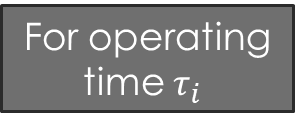 For operating
time τᵢ